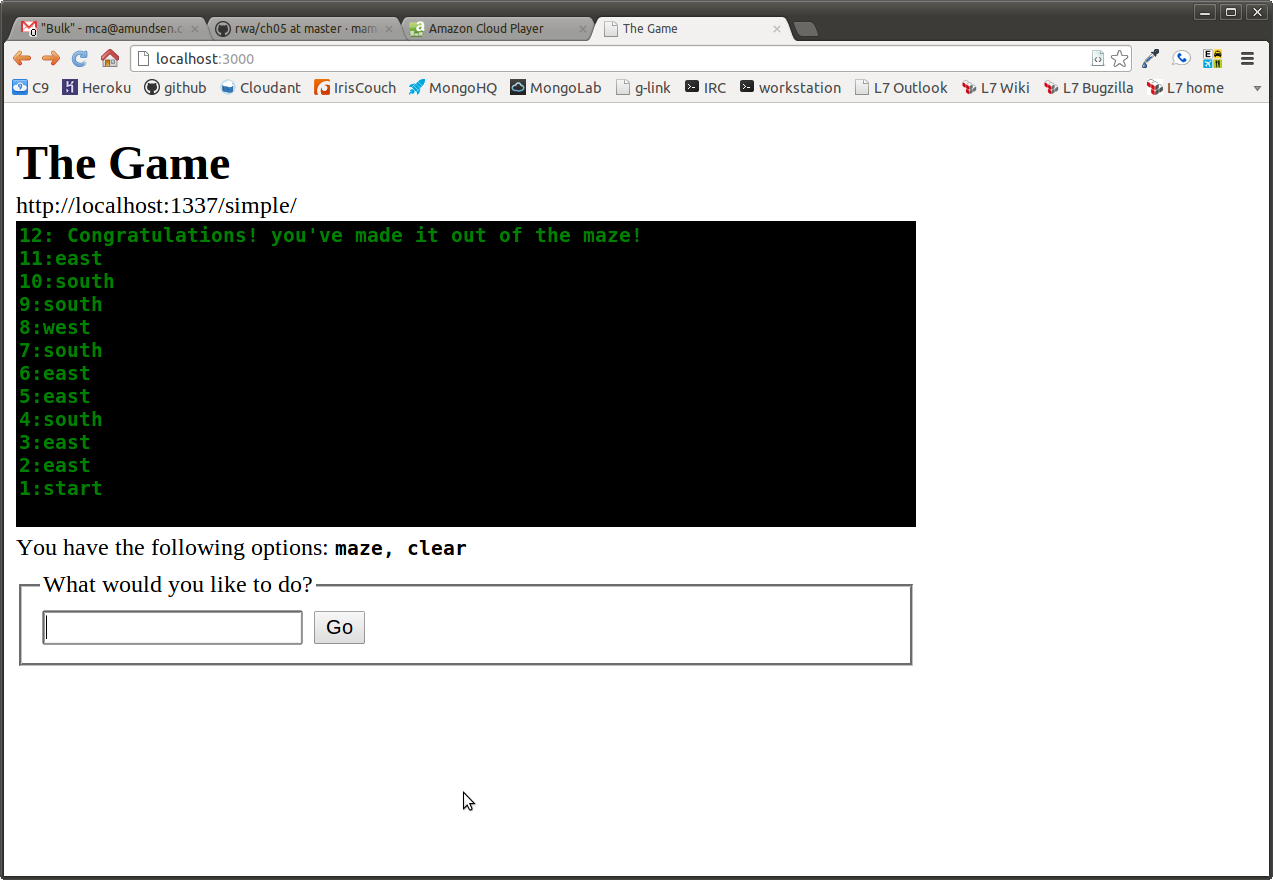 "Bulk" - mca@amundsen.c rwa/ch05 at master · mam Amazon Cloud Player The Game
localhost:3000
C9 Heroku github Cloudant IrisCouch MongoHQ MongoLab g-link IRC workstation L7 Outlook L7 Wiki L7 Bugzilla L7 home
The Game
http://localhost:1337/simple/
12: Congratulations! you've made it out of the maze!
11:east
10:south
9:south
8:west
7:south
6:east
5:east
4:south
3:east
2:east
1:start
You have the following options: maze, clear
What would you like to do?
Go